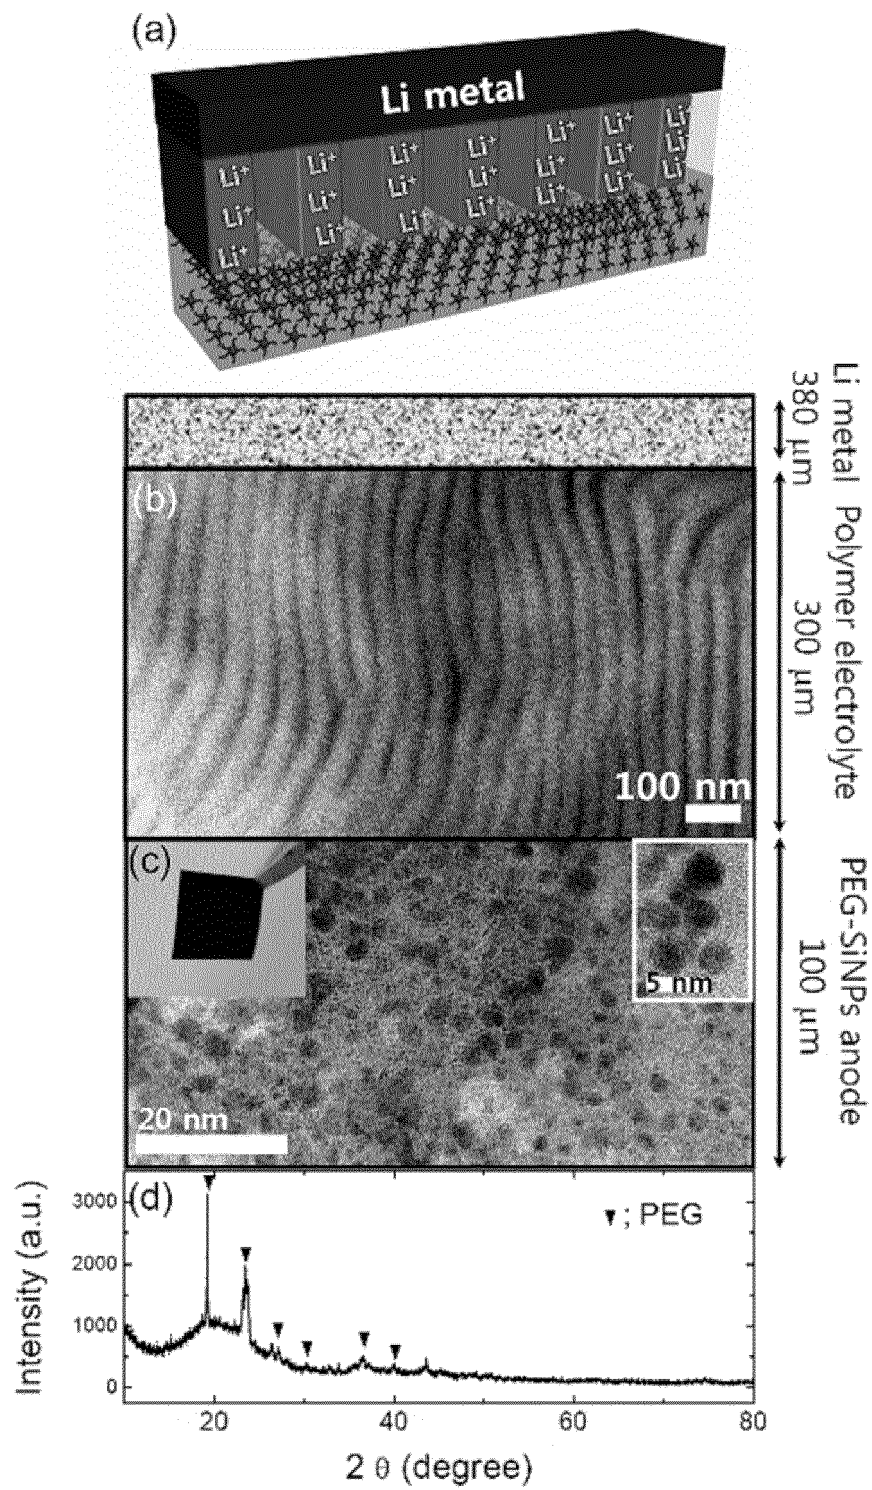 (a)
Li metal
Li⁺ Li⁺ Li⁺ Li⁺ Li⁺ Li⁺ Li⁺
Li⁺ Li⁺ Li⁺ Li⁺ Li⁺ Li⁺ Li⁺
Li⁺ Li⁺ Li⁺ Li⁺ Li⁺ Li⁺ Li⁺
Li metal
380 μm
(b)
100 nm
Polymer electrolyte
300 μm
(c)
5 nm
20 nm
PEG-SiNPs anode
100 μm
(d)
▼ ; PEG
Intensity (a.u.)
3000
2000
1000
0
20 40 60 80
2 θ (degree)